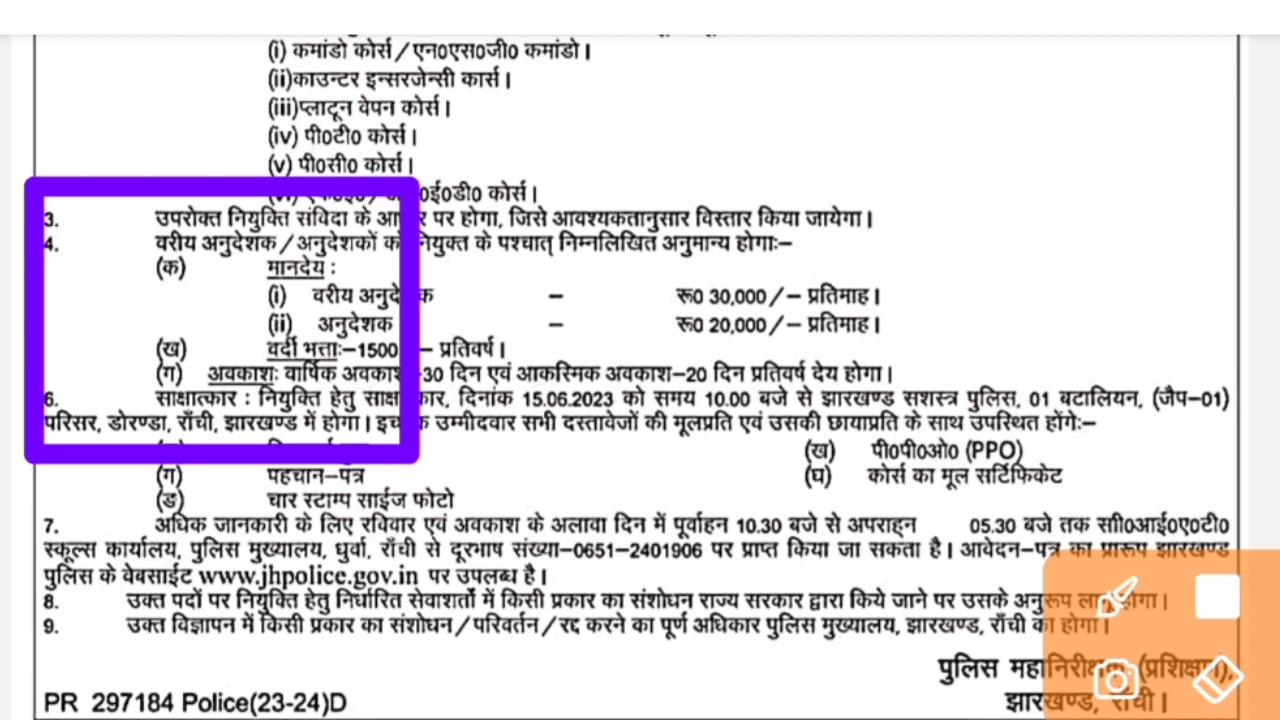 (i) कमांडो कोर्स/एन0एस0जी0 कमांडो।
(ii)काउन्टर इन्सरजेन्सी कार्स।
(iii)प्लाटून वेपन कोर्स।
(iv) पी0टी0 कोर्स।
(v) पी0सी0 कोर्स।
0ई0डी0 कोर्स।
3. उपरोक्त नियुक्ति संविदा के पर होगा, जिसे आवश्यकतानुसार विस्तार किया जायेगा।
4. वरीय अनुदेशक/अनुदेशकों नियुक्त के पश्चात् निम्नलिखित अनुमान्य होगाः–
(क) मानदेय :
(i) वरीय – रू0 30,000/– प्रतिमाह।
(ii) अनुदेशक – रू0 20,000/– प्रतिमाह।
(ख) वर्दी भत्ताः–1500 – प्रतिवर्ष।
(ग) अवकाशः वार्षिक 30 दिन एवं आकस्मिक अवकाश–20 दिन प्रतिवर्ष देय होगा।
6. साक्षात्कार : नियुक्ति हेतु दिनांक 15.06.2023 को समय 10.00 बजे से झारखण्ड सशस्त्र पुलिस, 01 बटालियन, (जैप–01)
परिसर, डोरण्डा, राँची, झारखण्ड में होगा। उम्मीदवार सभी दस्तावेजों की मूलप्रति एवं उसकी छायाप्रति के साथ उपस्थित होंगेः–
(ख) पी0पी0ओ0 (PPO)
(ग) पहचान–पत्र (घ) कोर्स का मूल सर्टिफिकेट
(ड) चार स्टाम्प साईज फोटो
7. अधिक जानकारी के लिए रविवार एवं अवकाश के अलावा दिन में पूर्वाहन 10.30 बजे से अपराहन 05.30 बजे तक साी0आई0ए0टी0
स्कूल्स कार्यालय, पुलिस मुख्यालय, धुर्वा, राँची से दूरभाष संख्या–0651–2401906 पर प्राप्त किया जा सकता है। आवेदन–पत्र का प्रारूप झारखण्ड
पुलिस के वेबसाईट www.jhpolice.gov.in पर उपलब्ध है।
8. उक्त पदों पर नियुक्ति हेतु निर्धारित सेवाशर्तो में किसी प्रकार का संशोधन राज्य सरकार द्वारा किये जाने पर उसके अनुरूप होगा।
9. उक्त विज्ञापन में किसी प्रकार का संशोधन/परिवर्तन/रद्द करने का पूर्ण अधिकार पुलिस मुख्यालय, झारखण्ड, राँची का होगा।
पुलिस महानिरीक्षक (प्रशिक्षण),
झारखण्ड, राँची।
PR 297184 Police(23-24)D